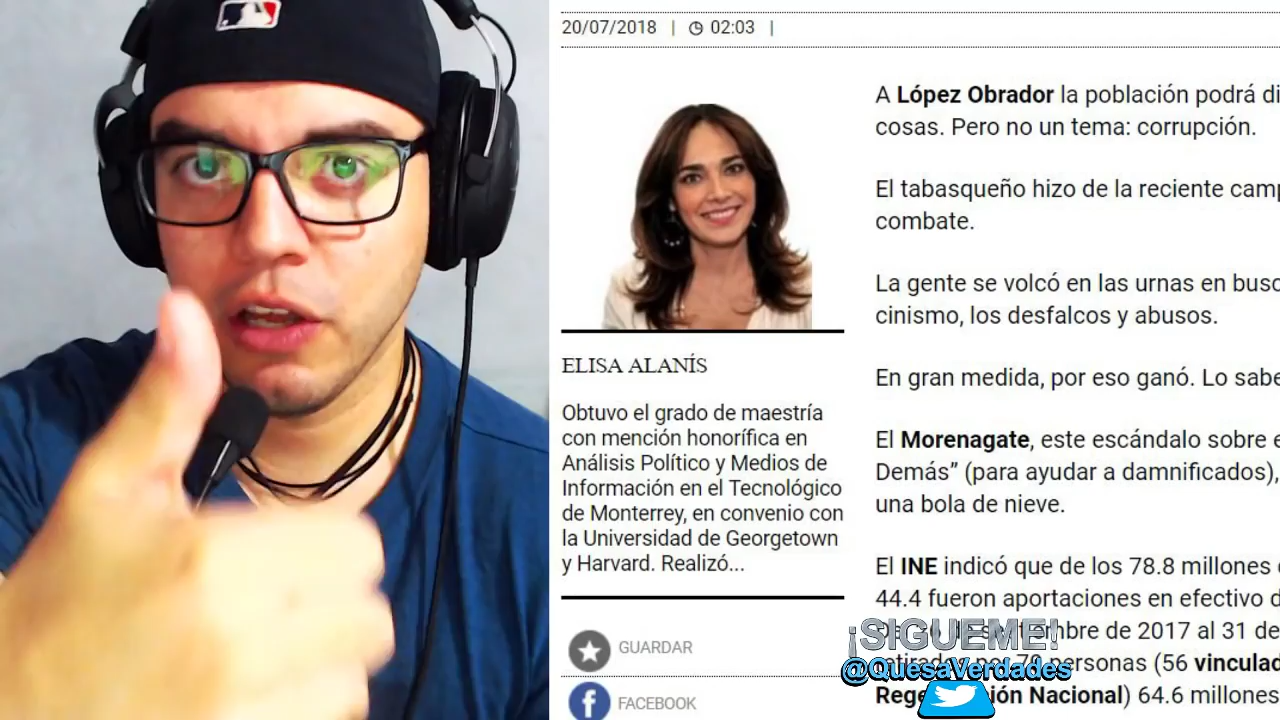 20/07/2018 | 02:03 |
A López Obrador la población podrá di
cosas. Pero no un tema: corrupción.
El tabasqueño hizo de la reciente camp
combate.
La gente se volcó en las urnas en busc
cinismo, los desfalcos y abusos.
En gran medida, por eso ganó. Lo sabe
El Morenagate, este escándalo sobre e
Demás” (para ayudar a damnificados),
una bola de nieve.
El INE indicó que de los 78.8 millones
44.4 fueron aportaciones en efectivo d
de 2017 al 31 de
personas (56 vinculad
Nacional) 64.6 millones
ELISA ALANÍS
Obtuvo el grado de maestría
con mención honorífica en
Análisis Político y Medios de
Información en el Tecnológico
de Monterrey, en convenio con
la Universidad de Georgetown
y Harvard. Realizó...
GUARDAR
FACEBOOK
¡SIGUEME!
@QuesaVerdades